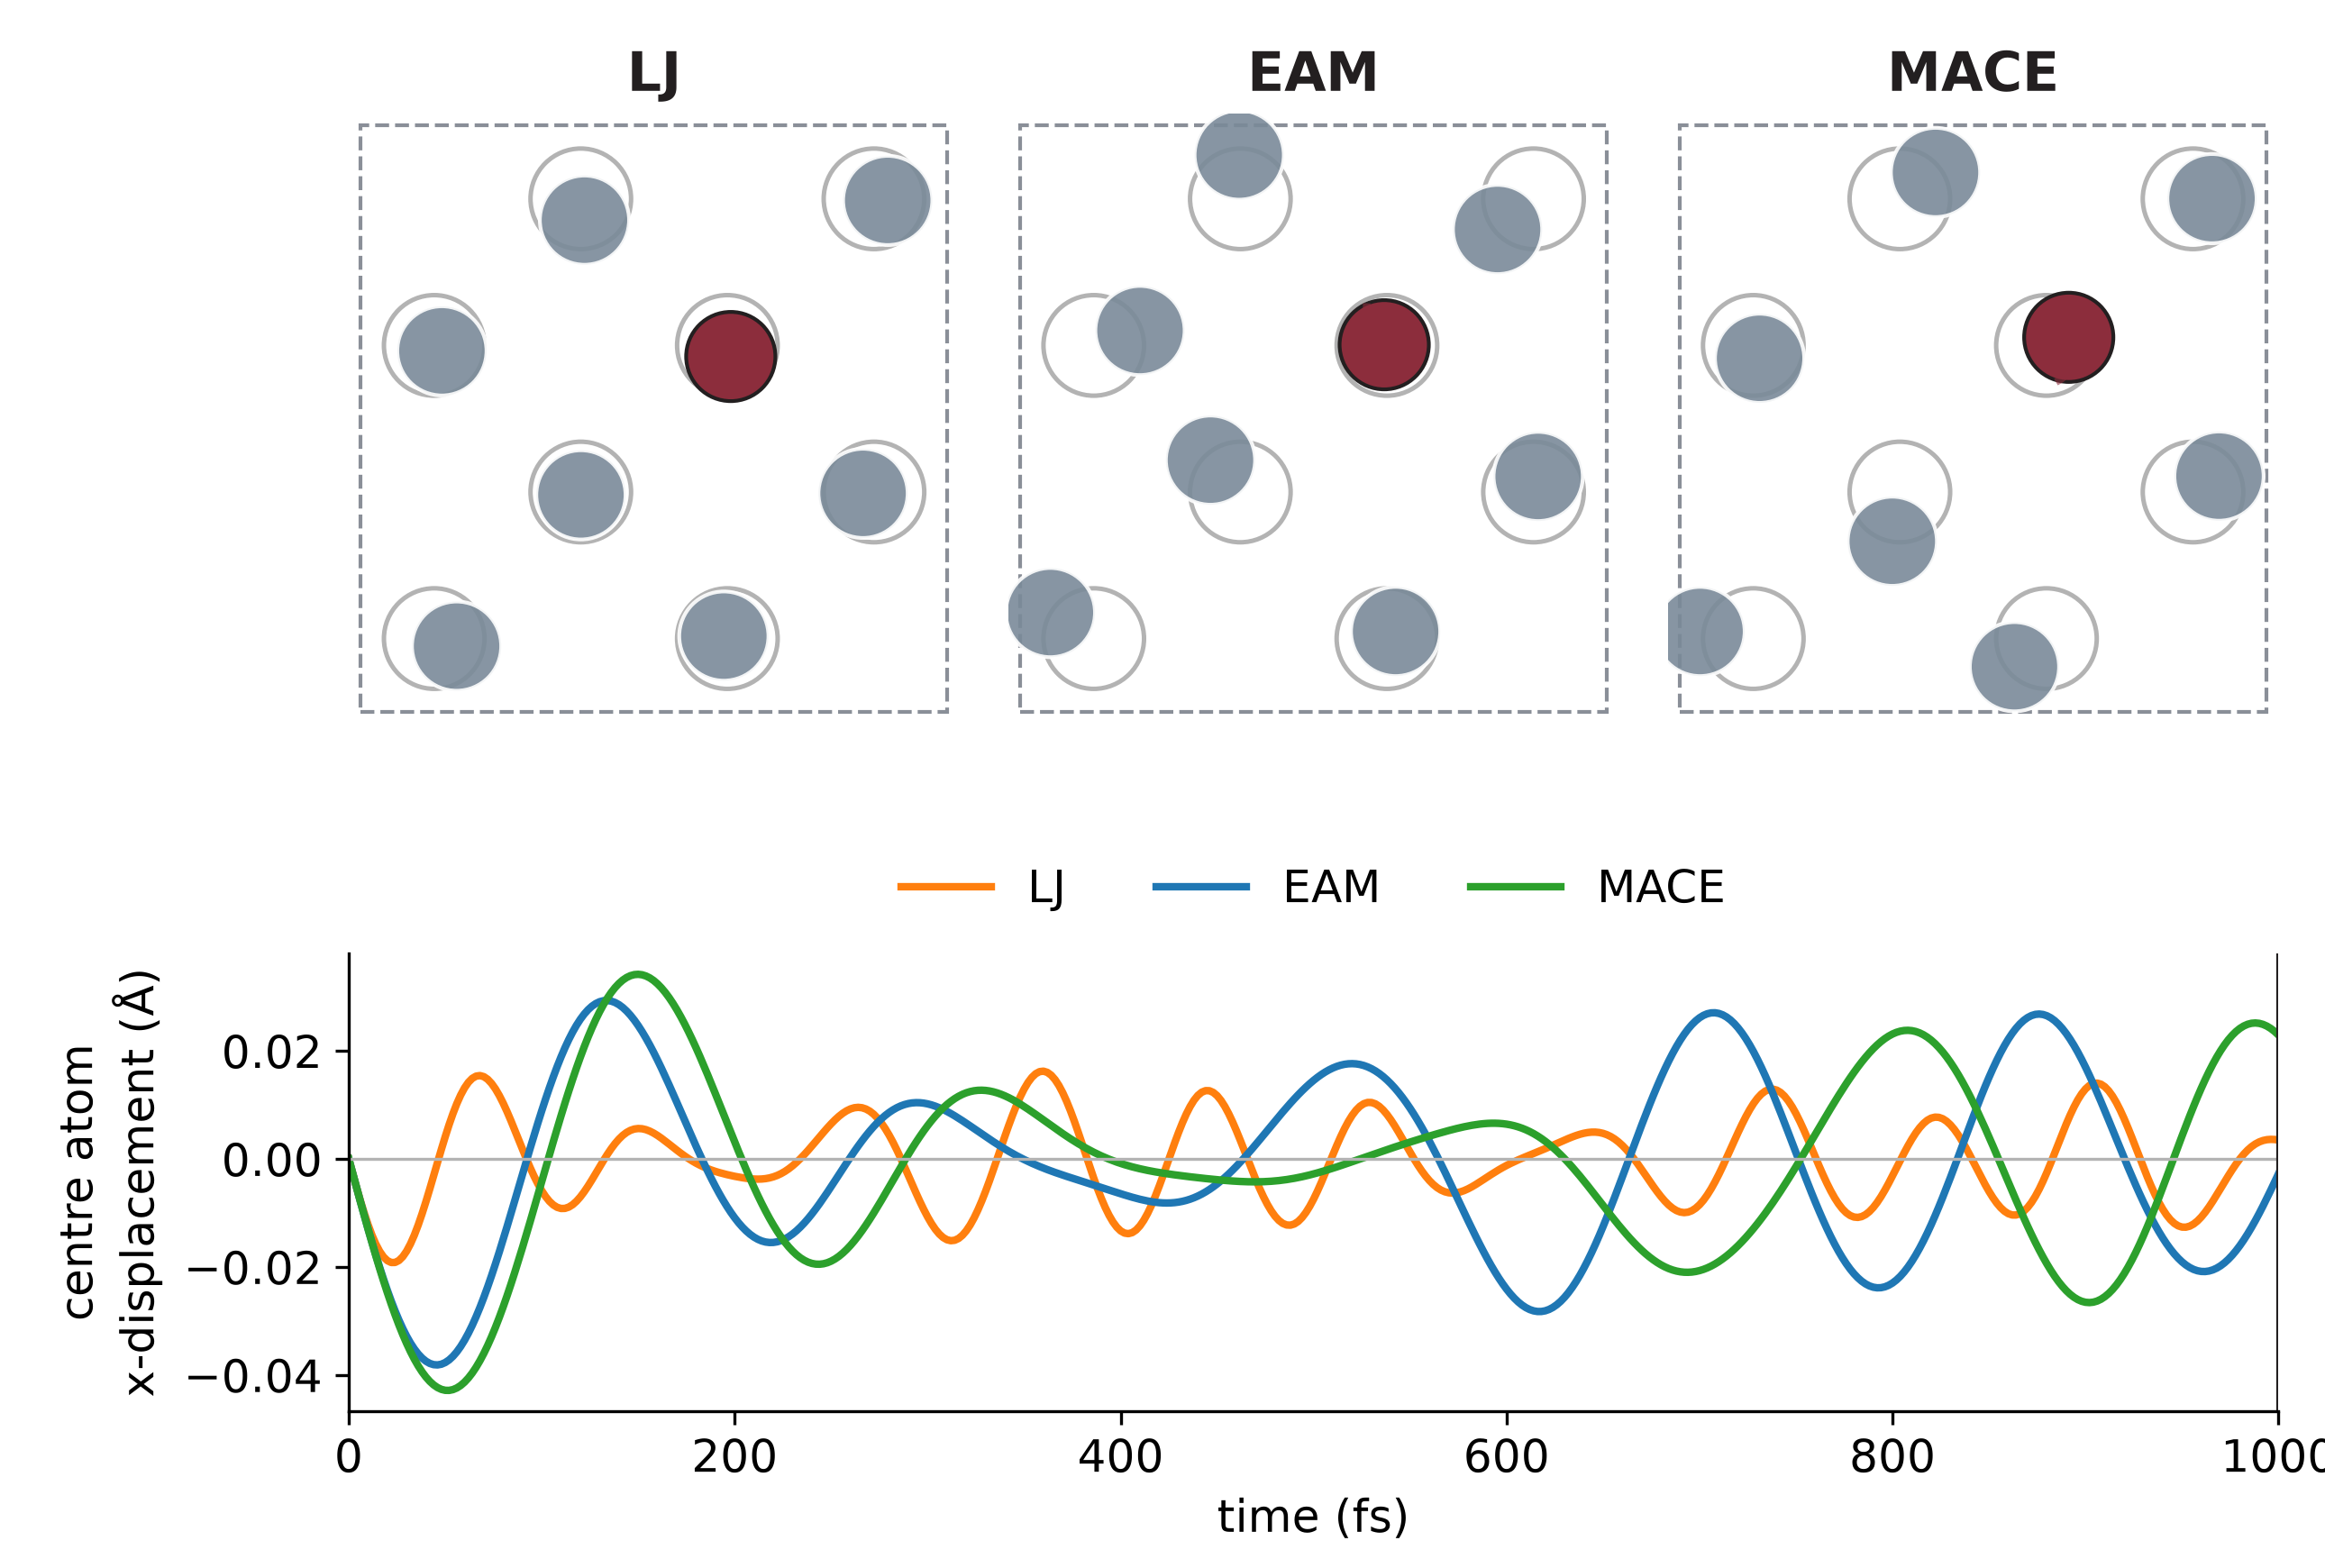 LJ EAM MACE
LJ EAM MACE
centre atom
x-displacement (Å)
0.02
0.00
−0.02
−0.04
0 200 400 600 800 1000
time (fs)